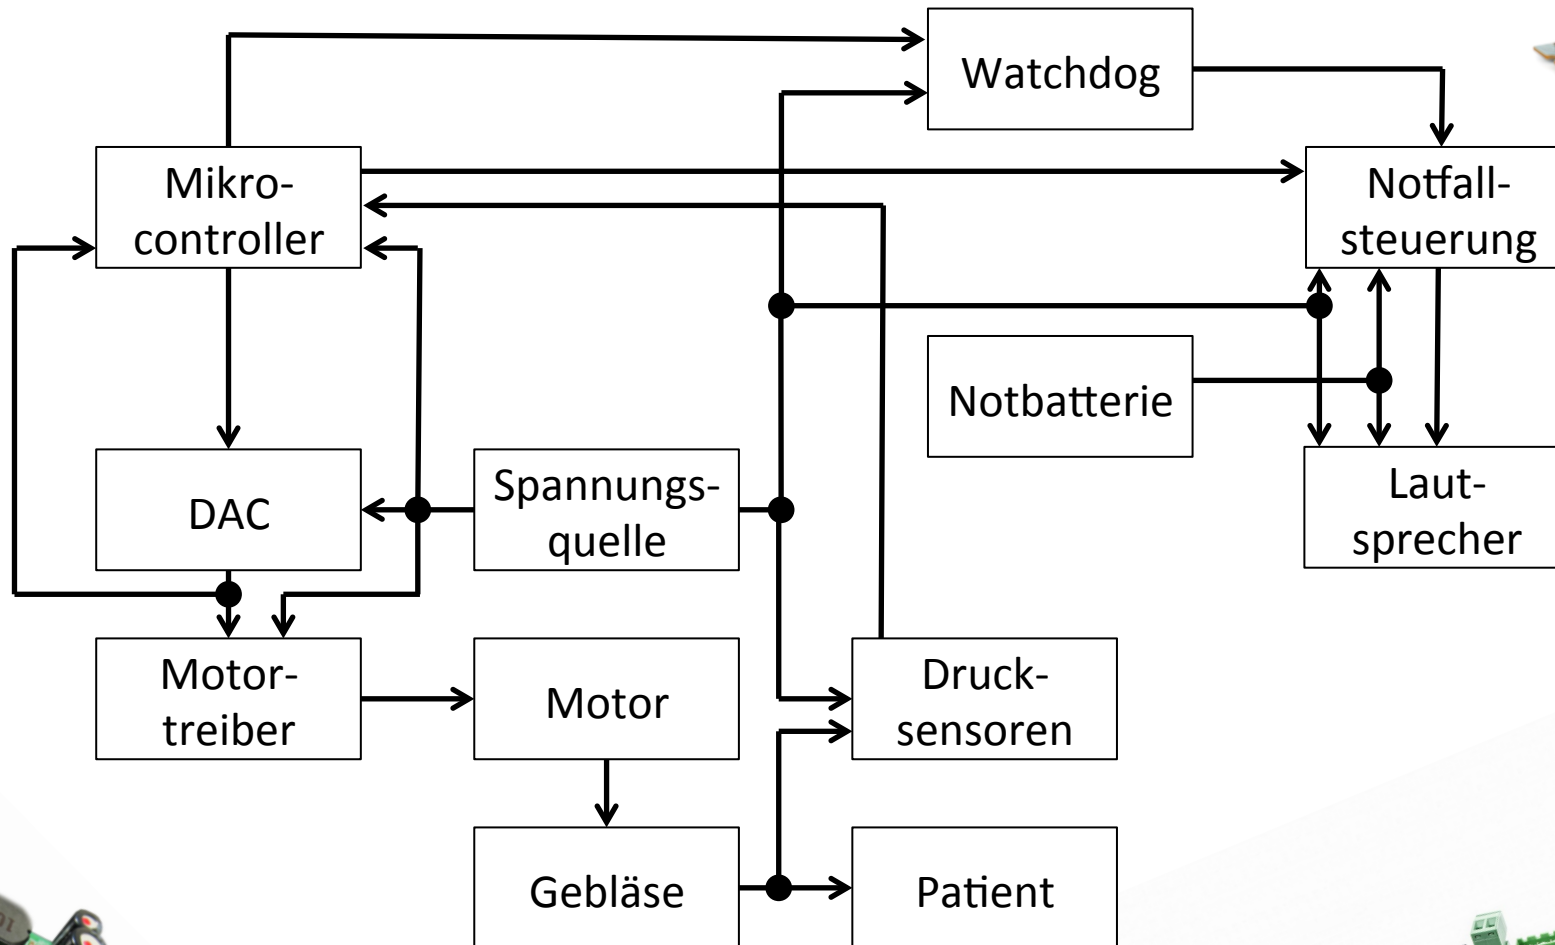 Watchdog
Mikro-
controller
Notfall-
steuerung
Notbatterie
DAC
Spannungs-
quelle
Laut-
sprecher
Motor-
treiber
Motor
Druck-
sensoren
Gebläse
Patient